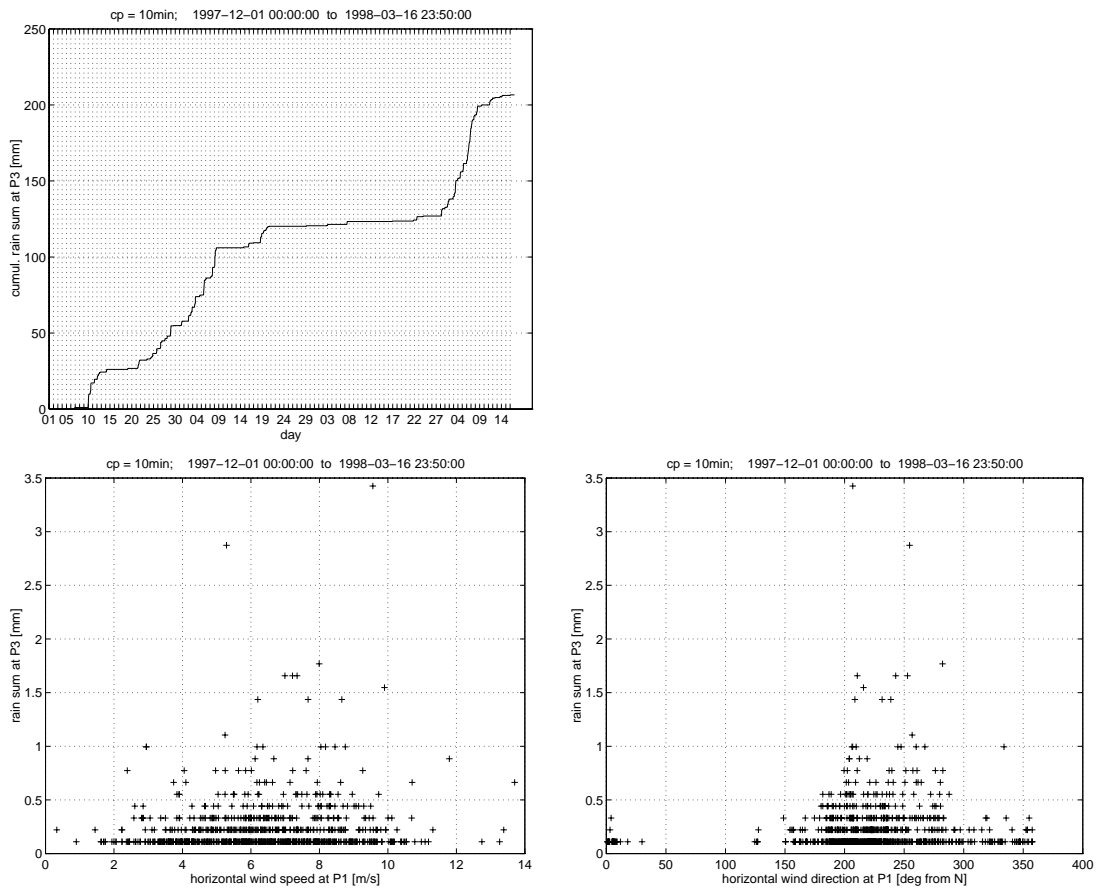 cp = 10min; 1997−12−01 00:00:00 to 1998−03−16 23:50:00
250
200
150
100
50
0
cumul. rain sum at P3 [mm]
01 05 10 15 20 25 30 04 09 14 19 24 29 03 08 12 17 22 27 04 09 14
day
cp = 10min; 1997−12−01 00:00:00 to 1998−03−16 23:50:00
3.5
3
2.5
2
1.5
1
0.5
0
rain sum at P3 [mm]
0 2 4 6 8 10 12 14
horizontal wind speed at P1 [m/s]
cp = 10min; 1997−12−01 00:00:00 to 1998−03−16 23:50:00
3.5
3
2.5
2
1.5
1
0.5
0
rain sum at P3 [mm]
0 50 100 150 200 250 300 350 400
horizontal wind direction at P1 [deg from N]